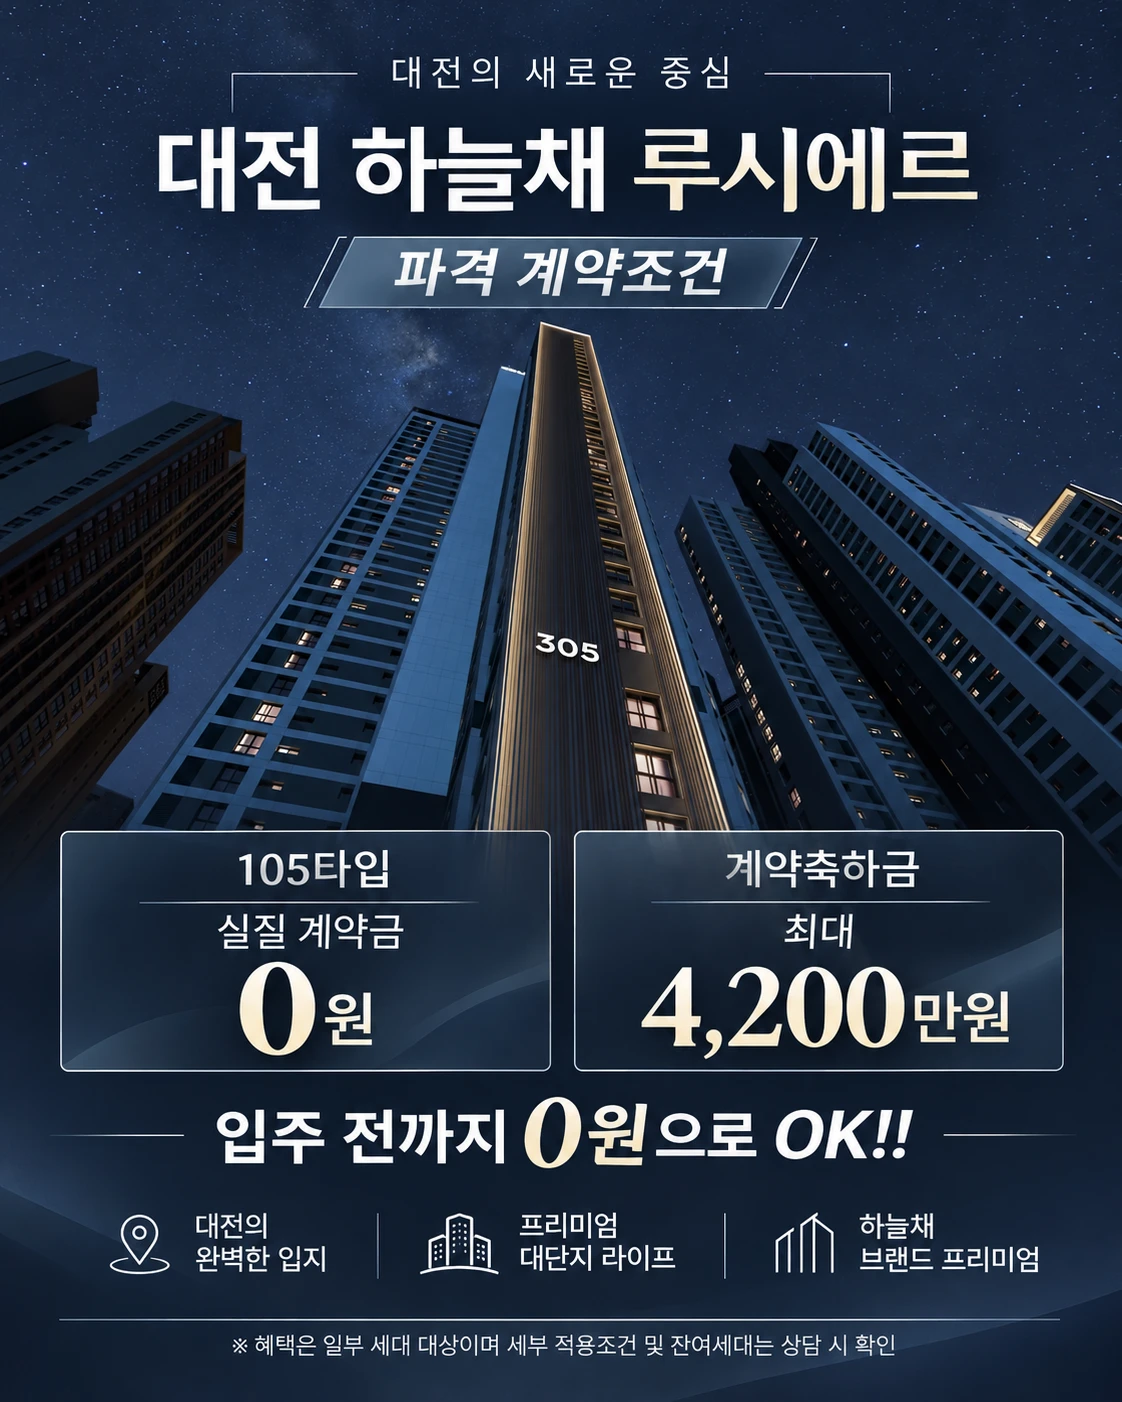 대전의 새로운 중심
대전 하늘채 루시에르
파격 계약조건
305
105타입
실질 계약금
0원
계약축하금
최대
4,200만원
입주 전까지 0원으로 OK!!
대전의
완벽한 입지
프리미엄
대단지 라이프
하늘채
브랜드 프리미엄
※ 혜택은 일부 세대 대상이며 세부 적용조건 및 잔여세대는 상담 시 확인